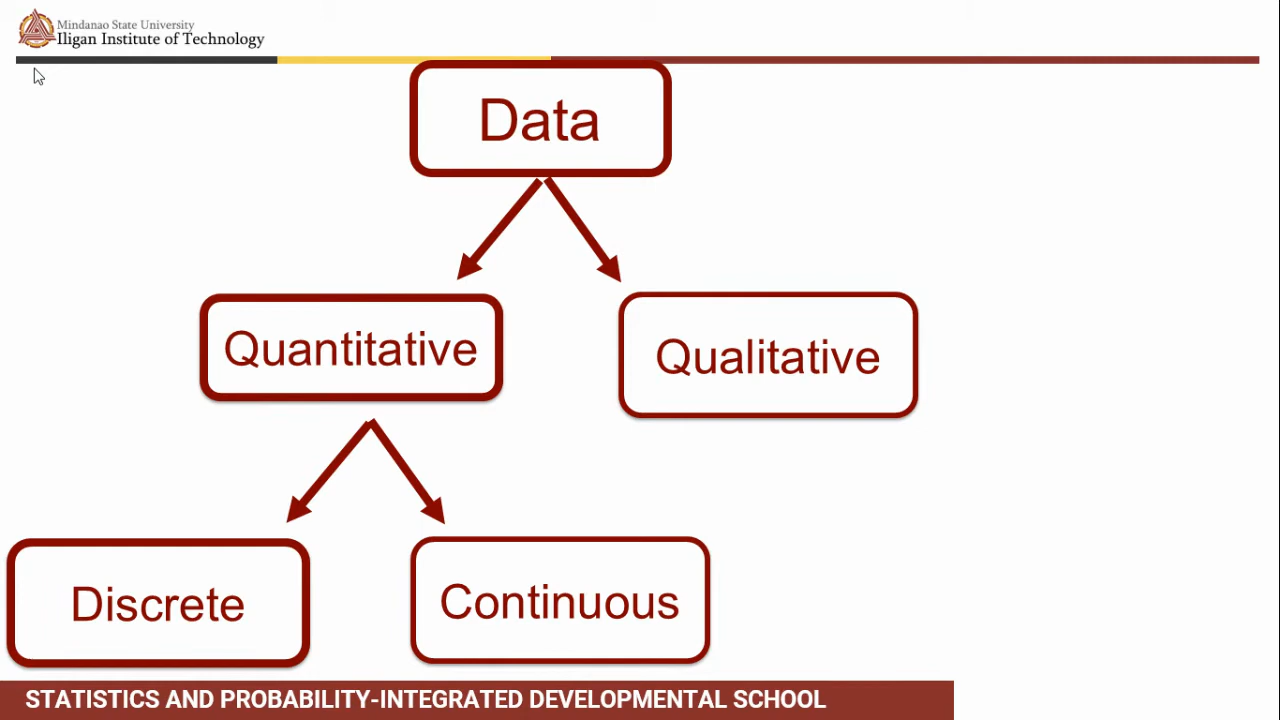 Mindanao State University
Iligan Institute of Technology
Data
Quantitative
Qualitative
Discrete
Continuous
STATISTICS AND PROBABILITY-INTEGRATED DEVELOPMENTAL SCHOOL